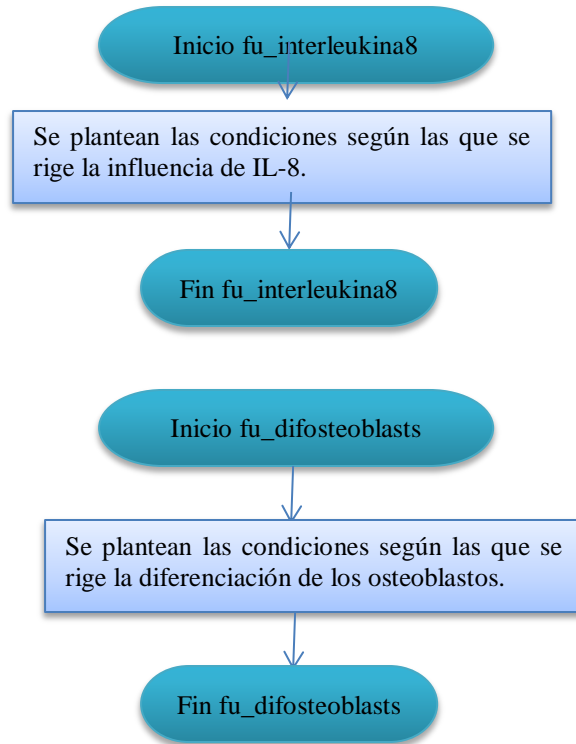 Inicio fu_interleukina8
Se plantean las condiciones según las que se
rige la influencia de IL-8.
Fin fu_interleukina8
Inicio fu_difosteoblasts
Se plantean las condiciones según las que se
rige la diferenciación de los osteoblastos.
Fin fu_difosteoblasts